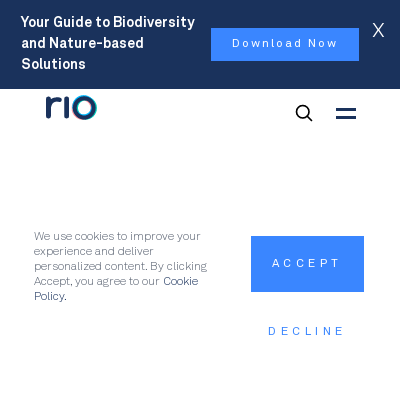 Your Guide to Biodiversity
and Nature-based
Solutions
Download Now
X
rio
We use cookies to improve your
experience and deliver
personalized content. By clicking
Accept, you agree to our Cookie
Policy.
ACCEPT
DECLINE